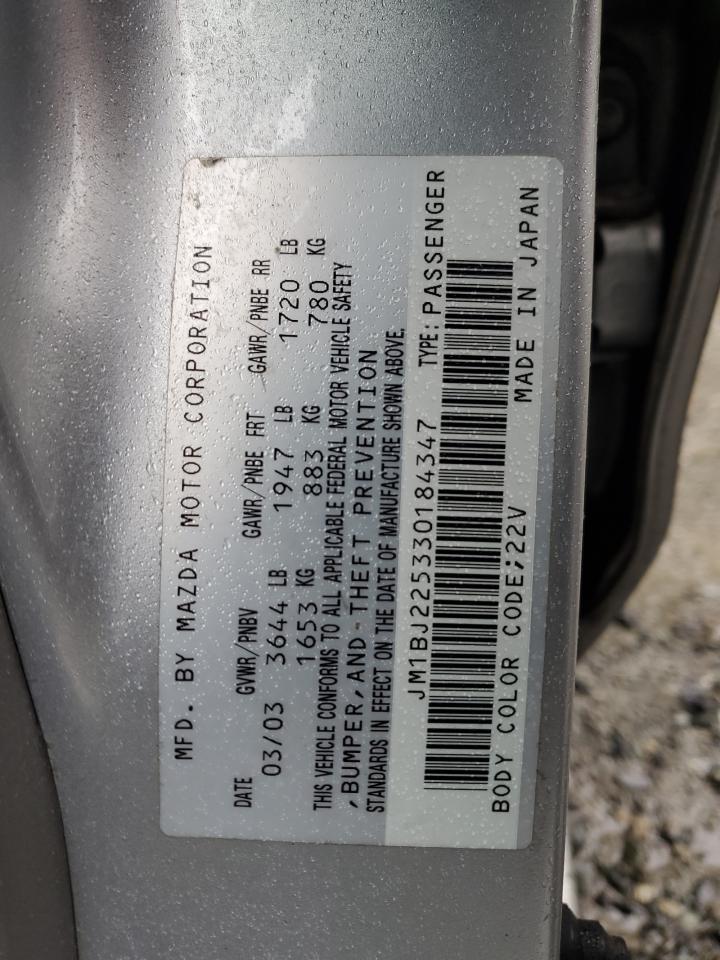 MFD. BY MAZDA MOTOR CORPORATION
DATE GVWR/PNBV GAWR/PNBE FRT GAWR/PNBE RR
03/03 3644 LB 1947 LB 1720 LB
1653 KG 883 KG 780 KG
THIS VEHICLE CONFORMS TO ALL APPLICABLE FEDERAL MOTOR VEHICLE SAFETY
,BUMPER,AND THEFT PREVENTION
STANDARDS IN EFFECT ON THE DATE OF MANUFACTURE SHOWN ABOVE.
JM1BJ225330184347 TYPE: PASSENGER
BODY COLOR CODE;22V MADE IN JAPAN